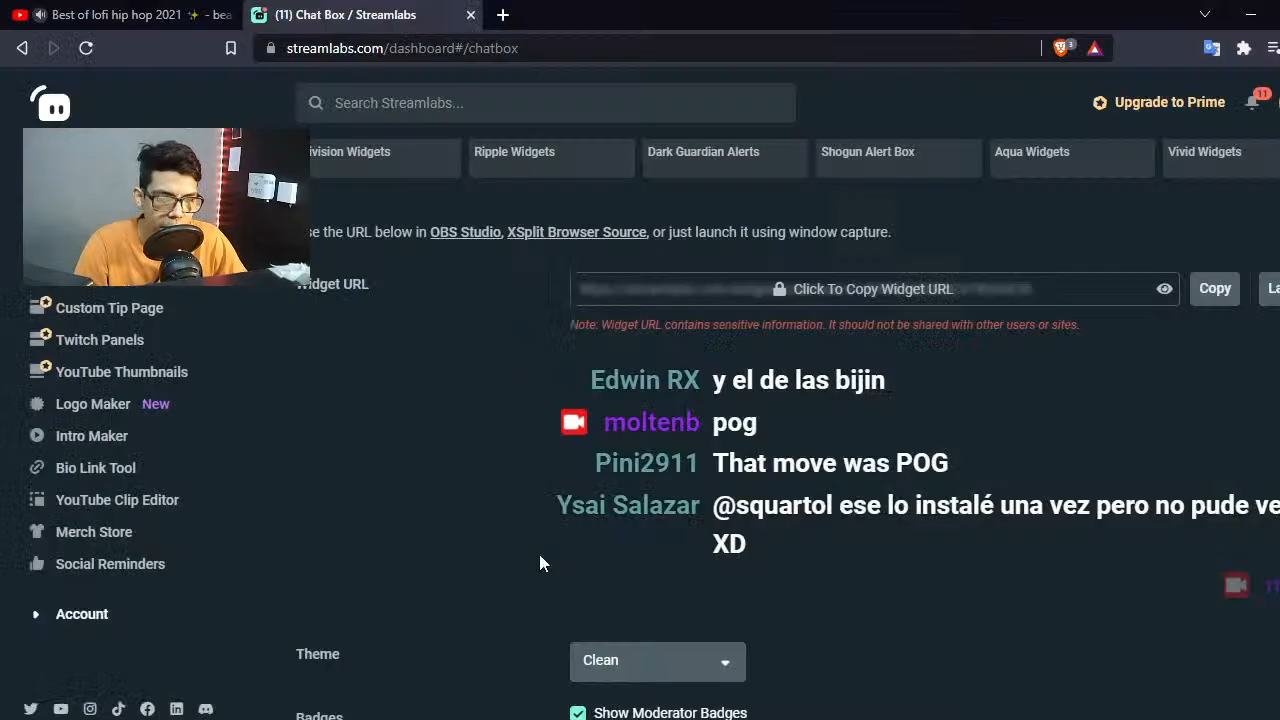 Best of lofi hip hop 2021 ✨ - bea
(11) Chat Box / Streamlabs
streamlabs.com/dashboard#/chatbox
3
Search Streamlabs...
Upgrade to Prime
11
ivision Widgets
Ripple Widgets
Dark Guardian Alerts
Shogun Alert Box
Aqua Widgets
Vivid Widgets
se the URL below in OBS Studio, XSplit Browser Source, or just launch it using window capture.
Widget URL
Click To Copy Widget URL
Copy
La
Note: Widget URL contains sensitive information. It should not be shared with other users or sites.
Custom Tip Page
Twitch Panels
YouTube Thumbnails
Logo Maker New
Intro Maker
Bio Link Tool
YouTube Clip Editor
Merch Store
Social Reminders
Account
Edwin RX y el de las bijin
moltenb pog
Pini2911 That move was POG
Ysai Salazar @squartol ese lo instalé una vez pero no pude ve
XD
Theme
Clean
Badges
Show Moderator Badges